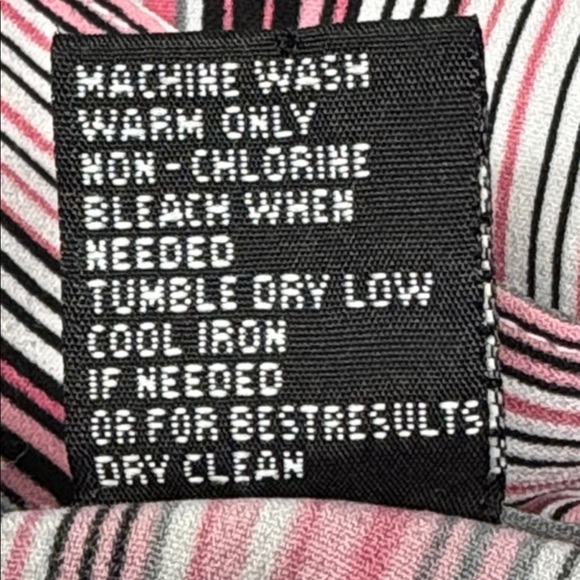 MACHINE WASH
WARM ONLY
NON-CHLORINE
BLEACH WHEN
NEEDED
TUMBLE DRY LOW
COOL IRON
IF NEEDED
OR FOR BESTRESULTS
DRY CLEAN